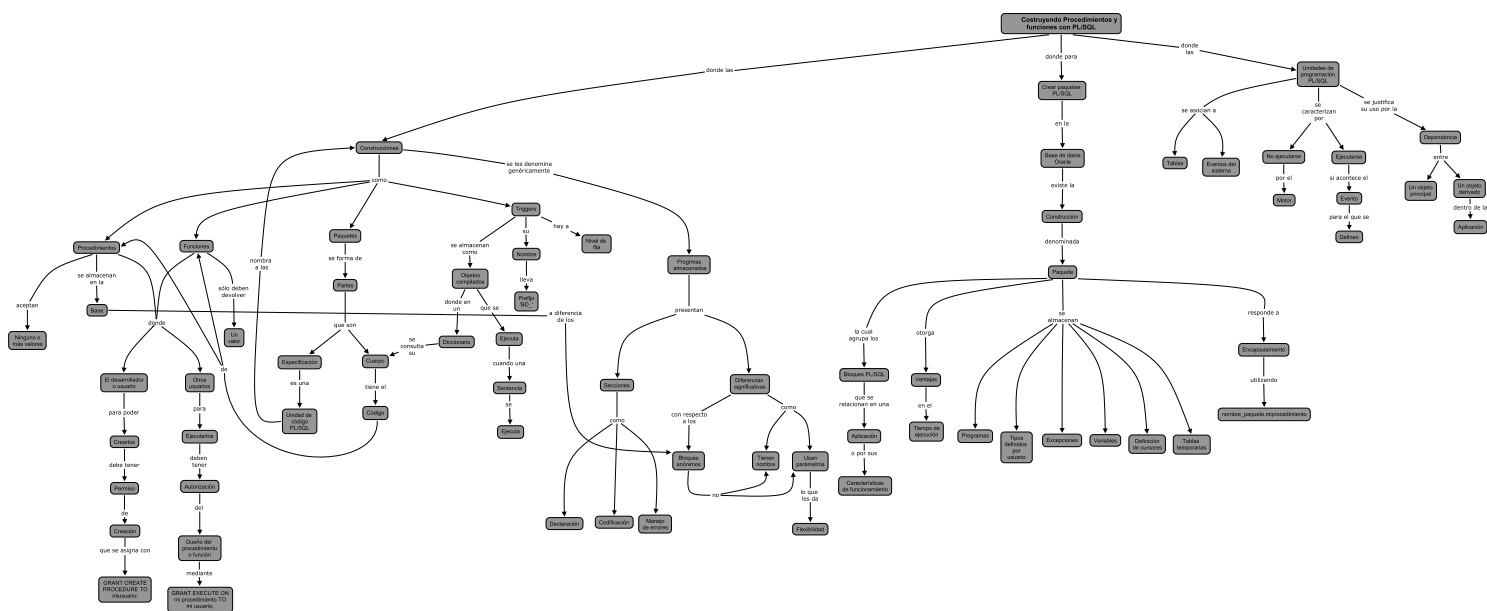 Costruyendo Procedimientos y
funciones con PL/SQL
donde las
donde para
donde
las
Crear paquetes
PL/SQL
en la
Base de datos
Oracle
existe la
Construcción
denominada
Paquete
Unidades de
programación
PL/SQL
se asocian a
se
caracterizan
por
se justifica
su uso por la
Tablas
Eventos del
sistema
No ejecutarse
por el
Motor
Ejecutarse
si acontece el
Evento
para el que se
Definen
Dependencia
entre
Un objeto
principal
Un objeto
derivado
dentro de la
Aplicación
Construcciones
como
se les denomina
genéricamente
nombra
a las
Procedimientos
aceptan
Ninguno o
más valores
se almacenan
en la
Base
a diferencia
de los
donde
Funciones
sólo deben
devolver
Un
valor
El desarrollador
o usuario
para poder
Crearlos
debe tener
Permiso
de
Creación
que se asigna con
GRANT CREATE
PROCEDURE TO
miusuario;
Otros
usuarios
para
Ejecutarlos
deben
tener
Autorización
del
Dueño del
procedimiento
o función
mediante
GRANT EXECUTE ON
mi procedimiento TO
mi usuario;
de
Paquetes
se forma de
Partes
que son
Especificación
es una
Unidad de
código
PL/SQL
Cuerpo
tiene el
Código
se
consulta
su
Triggers
se almacenan
como
su
hay a
Nombre
lleva
Prefijo
'BD_'
Nivel de
fila
Objetos
compilados
donde en
un
que se
Diccionario
Ejecuta
cuando una
Sentencia
se
Ejecuta
Progrmas
almacenados
presentan
Secciones
como
Declaración
Codificación
Manejo
de errores
Diferencias
significativas
con respecto
a los
como
Bloques
anónimos
no
Tienen
nombre
Usan
parámetros
lo que
les da
Flexibilidad
la cual
agrupa los
Bloques PL/SQL
que se
relacionan en una
Aplicación
o por sus
Características
de funcionamiento
otorga
Ventajas
en el
Tiempo de
ejecución
se
almacenan
Programas
Tipos
definidos
por
usuario
Excepciones
Variables
Definición
de cursores
Tablas
temporarias
responde a
Encapsulamiento
utilizando
nombre_paquete.miprocedimiento